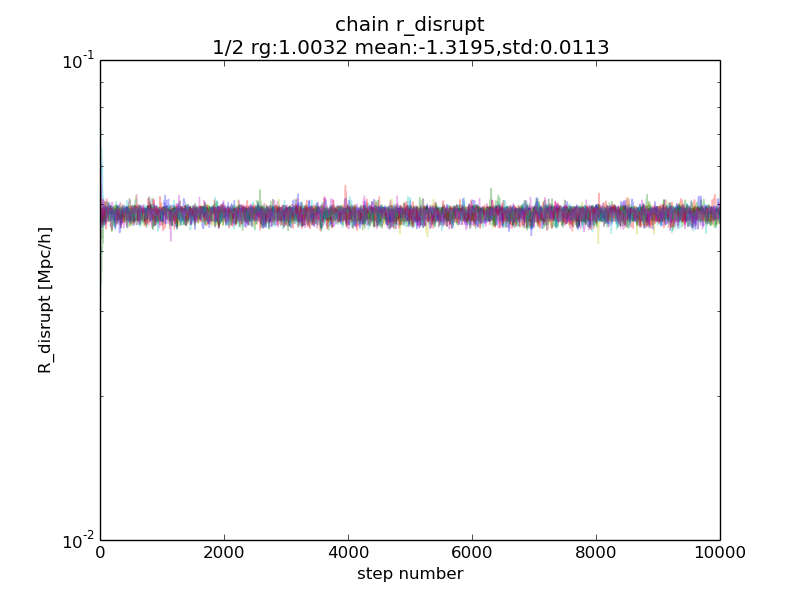 chain r_disrupt
1/2 rg:1.0032 mean:-1.3195,std:0.0113
10-1
R_disrupt [Mpc/h]
10-2
0 2000 4000 6000 8000 10000
step number